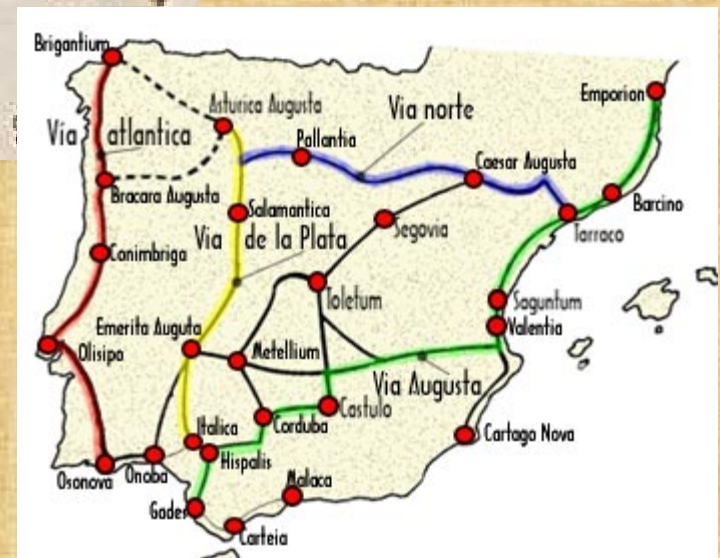 Brigantium
Emporion
Asturica Augusta
Via norte
Via atlantica
Pallantia
Caesar Augusta
Bracara Augusta
Barcino
Salamantica
Segovia
Tarraco
Via de la Plata
Conimbriga
Toletum
Saguntum
Emerita Auguta
Valentia
Olisipo
Metellium
Via Augusta
Castulo
Corduba
Italica
Cartago Nova
Hispalis
Osonova
Onoba
Malaca
Gades
Carteia